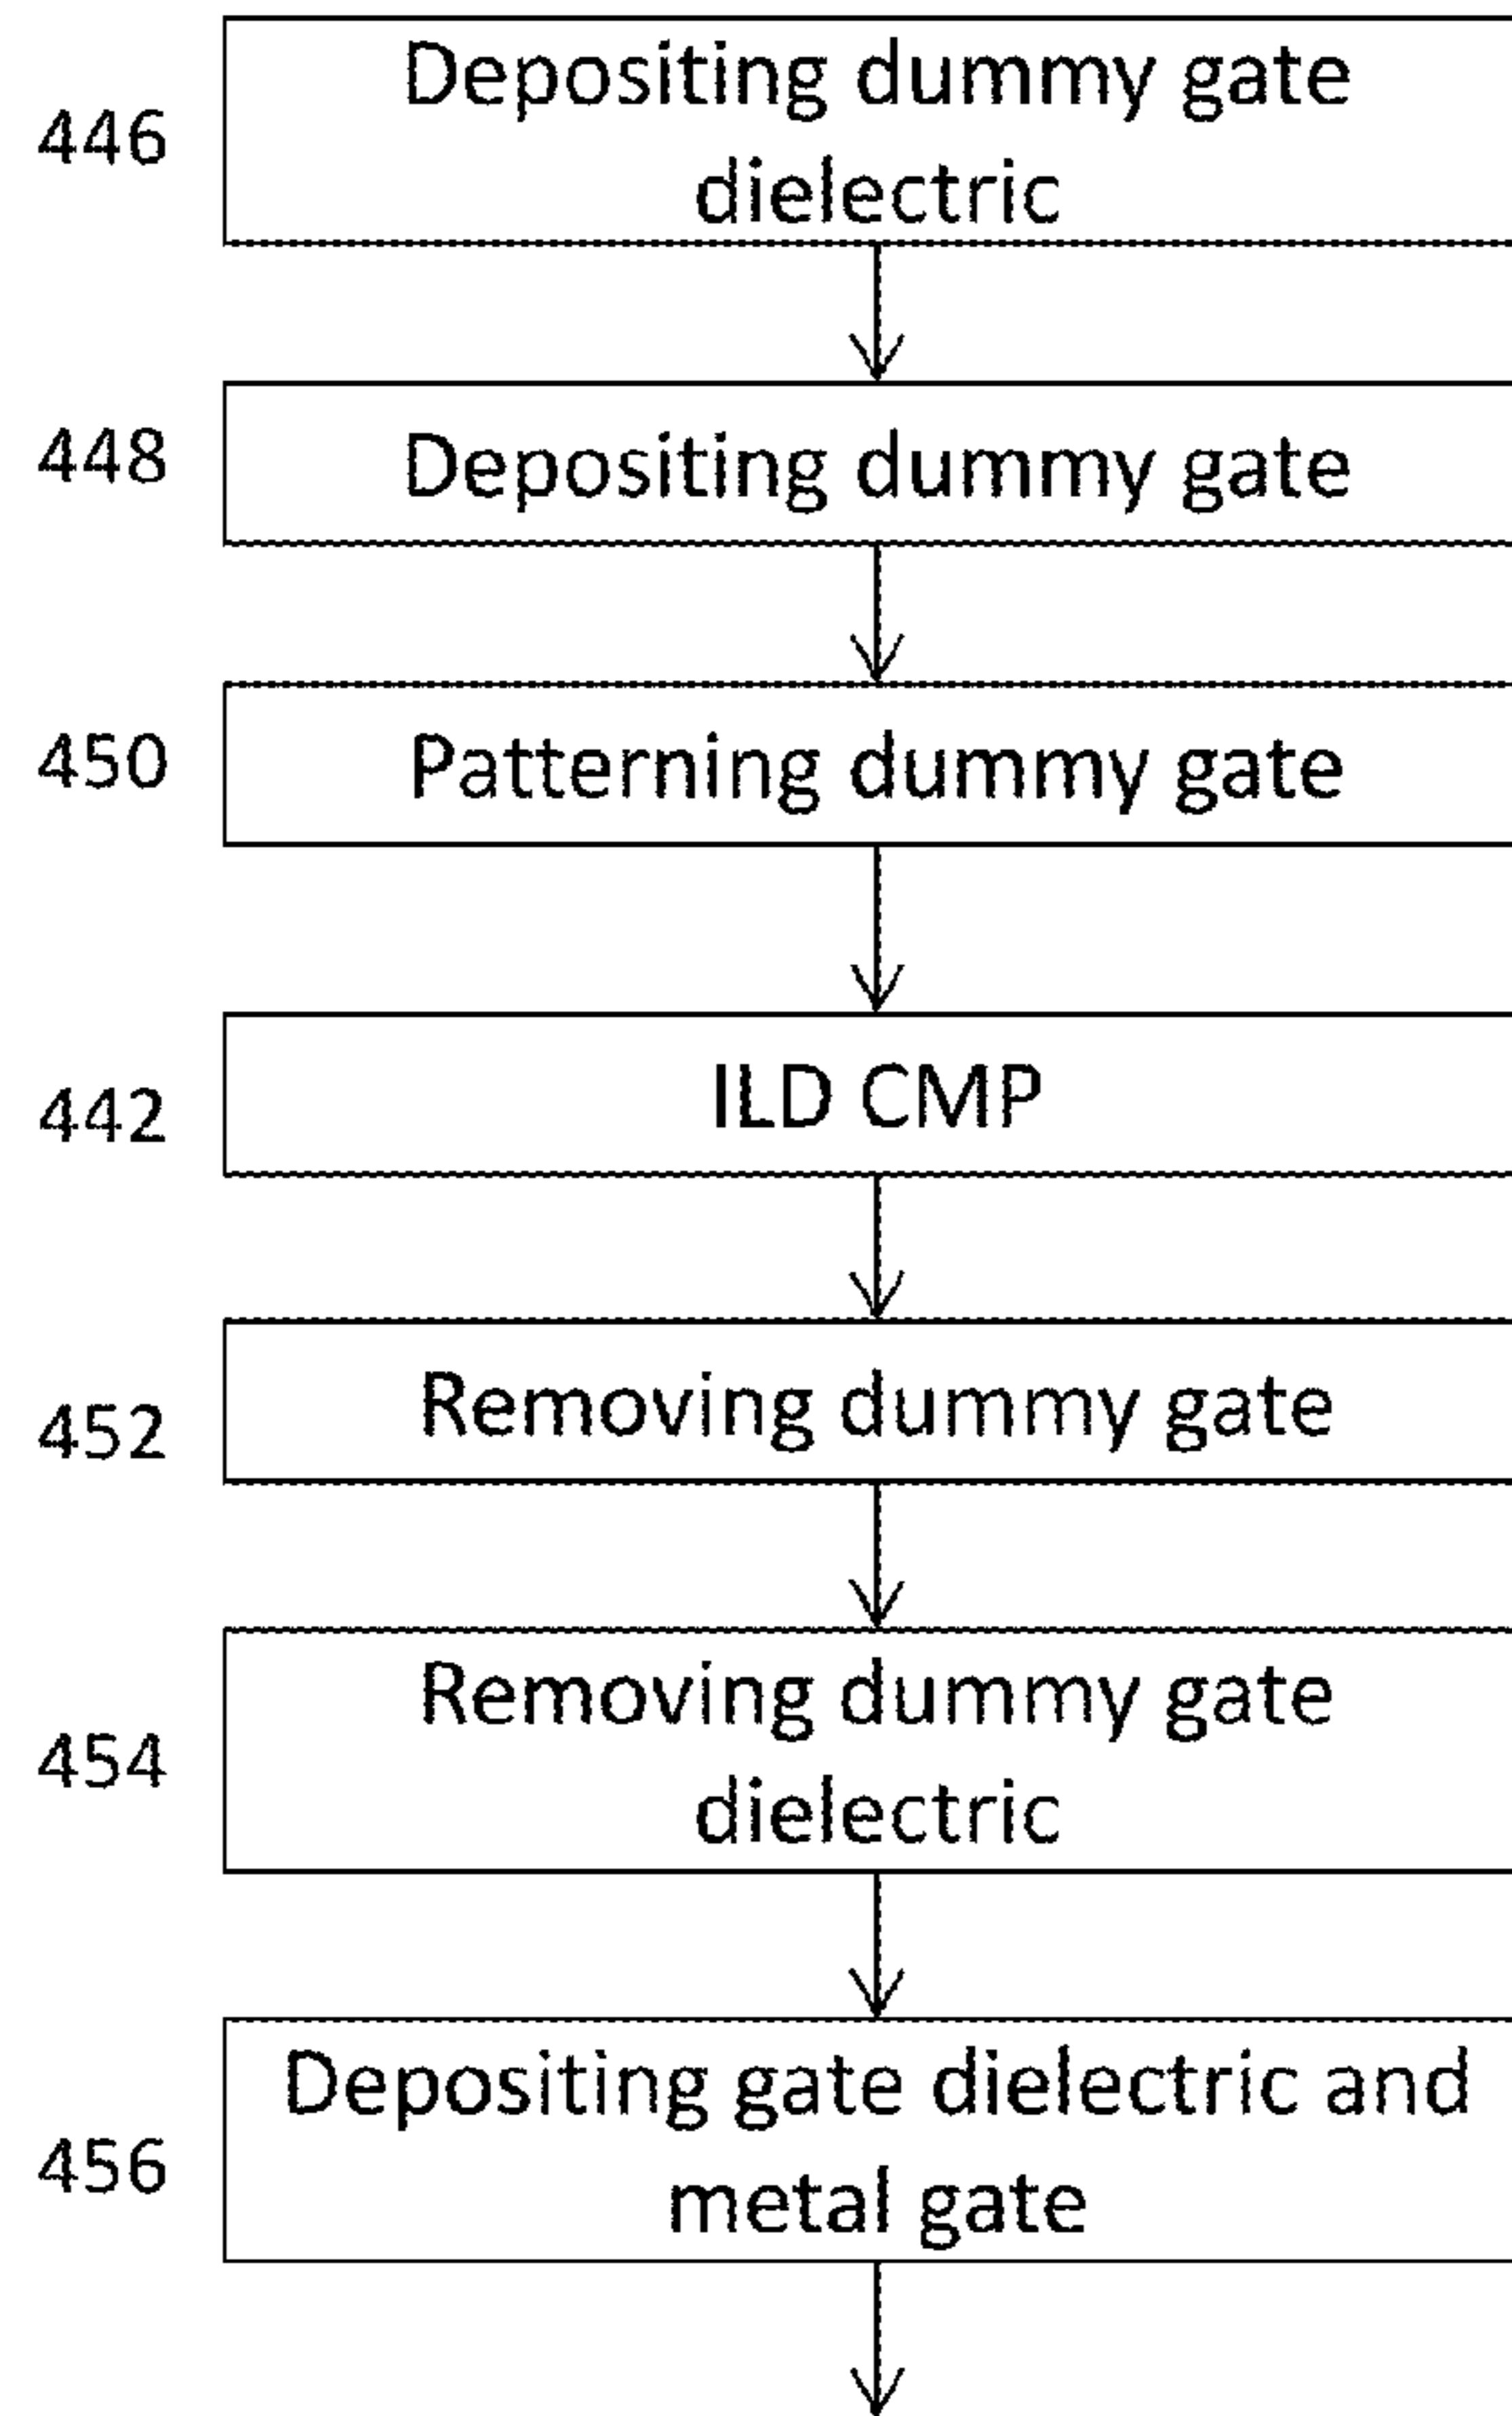 446
Depositing dummy gate
dielectric
448
Depositing dummy gate
450
Patterning dummy gate
442
ILD CMP
452
Removing dummy gate
454
Removing dummy gate
dielectric
456
Depositing gate dielectric and
metal gate